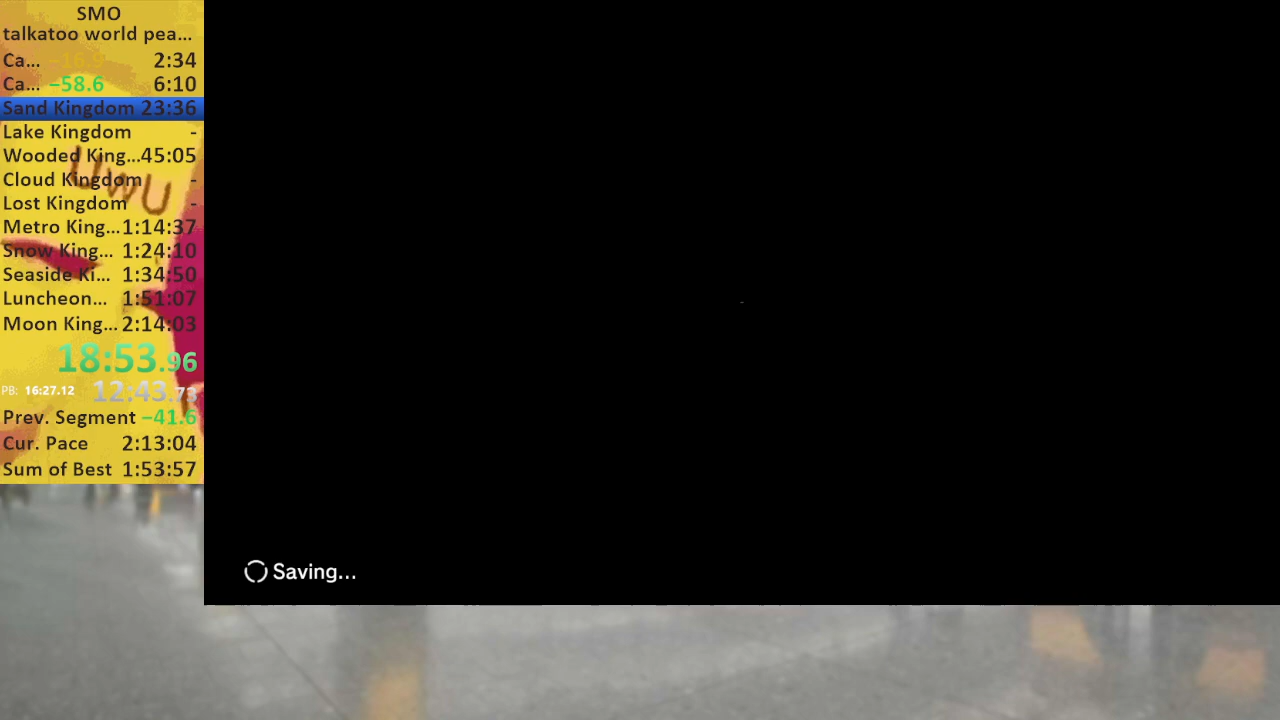 SMO
talkatoo world pea...
Ca... -16.9 2:34
Ca... -58.6 6:10
Sand Kingdom 23:36
Lake Kingdom -
Wooded King...45:05
Cloud Kingdom -
Lost Kingdom -
Metro King... 1:14:37
Snow King... 1:24:10
Seaside Ki... 1:34:50
Luncheon... 1:51:07
Moon King... 2:14:03
18:53.96
PB: 16:27.12 12:43.73
Prev. Segment -41.6
Cur. Pace 2:13:04
Sum of Best 1:53:57
UWU
Saving...